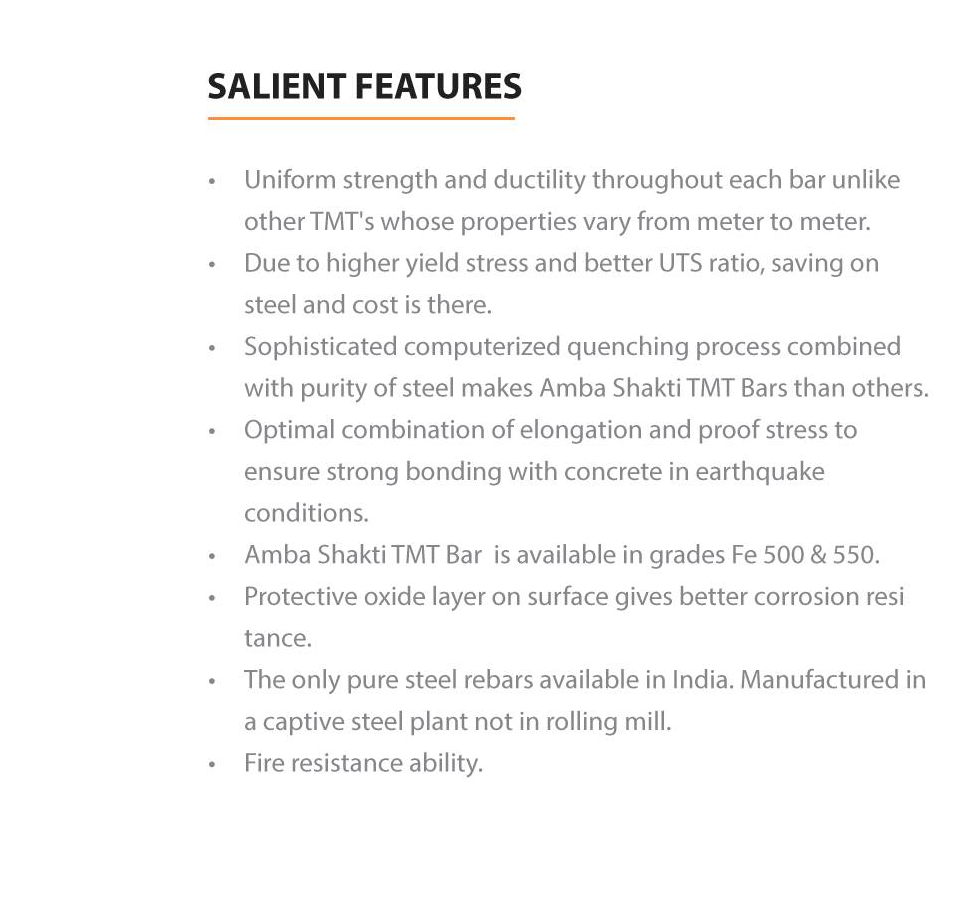 SALIENT FEATURES
• Uniform strength and ductility throughout each bar unlike
other TMT's whose properties vary from meter to meter.
• Due to higher yield stress and better UTS ratio, saving on
steel and cost is there.
• Sophisticated computerized quenching process combined
with purity of steel makes Amba Shakti TMT Bars than others.
• Optimal combination of elongation and proof stress to
ensure strong bonding with concrete in earthquake
conditions.
• Amba Shakti TMT Bar  is available in grades Fe 500 & 550.
• Protective oxide layer on surface gives better corrosion resi
tance.
• The only pure steel rebars available in India. Manufactured in
a captive steel plant not in rolling mill.
• Fire resistance ability.